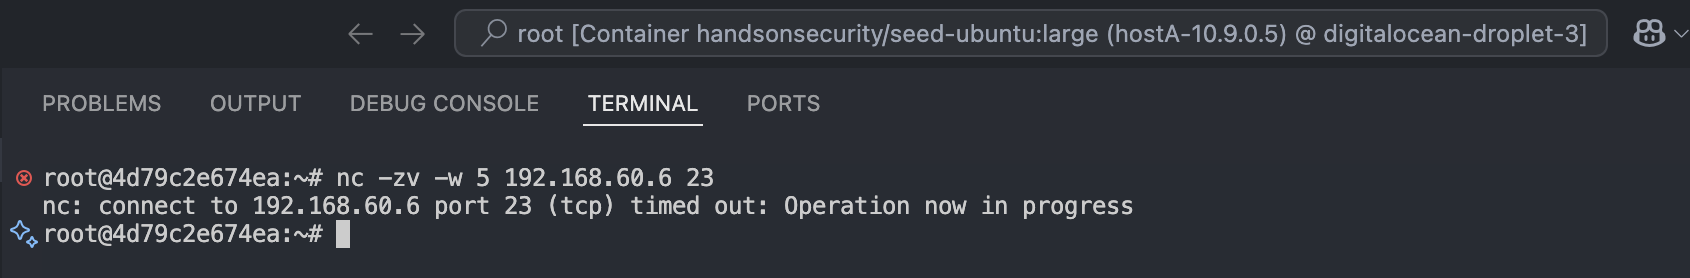 root [Container handsonsecurity/seed-ubuntu:large (hostA-10.9.0.5) @ digitalocean-droplet-3]
PROBLEMS OUTPUT DEBUG CONSOLE TERMINAL PORTS
root@4d79c2e674ea:~# nc -zv -w 5 192.168.60.6 23
nc: connect to 192.168.60.6 port 23 (tcp) timed out: Operation now in progress
root@4d79c2e674ea:~#